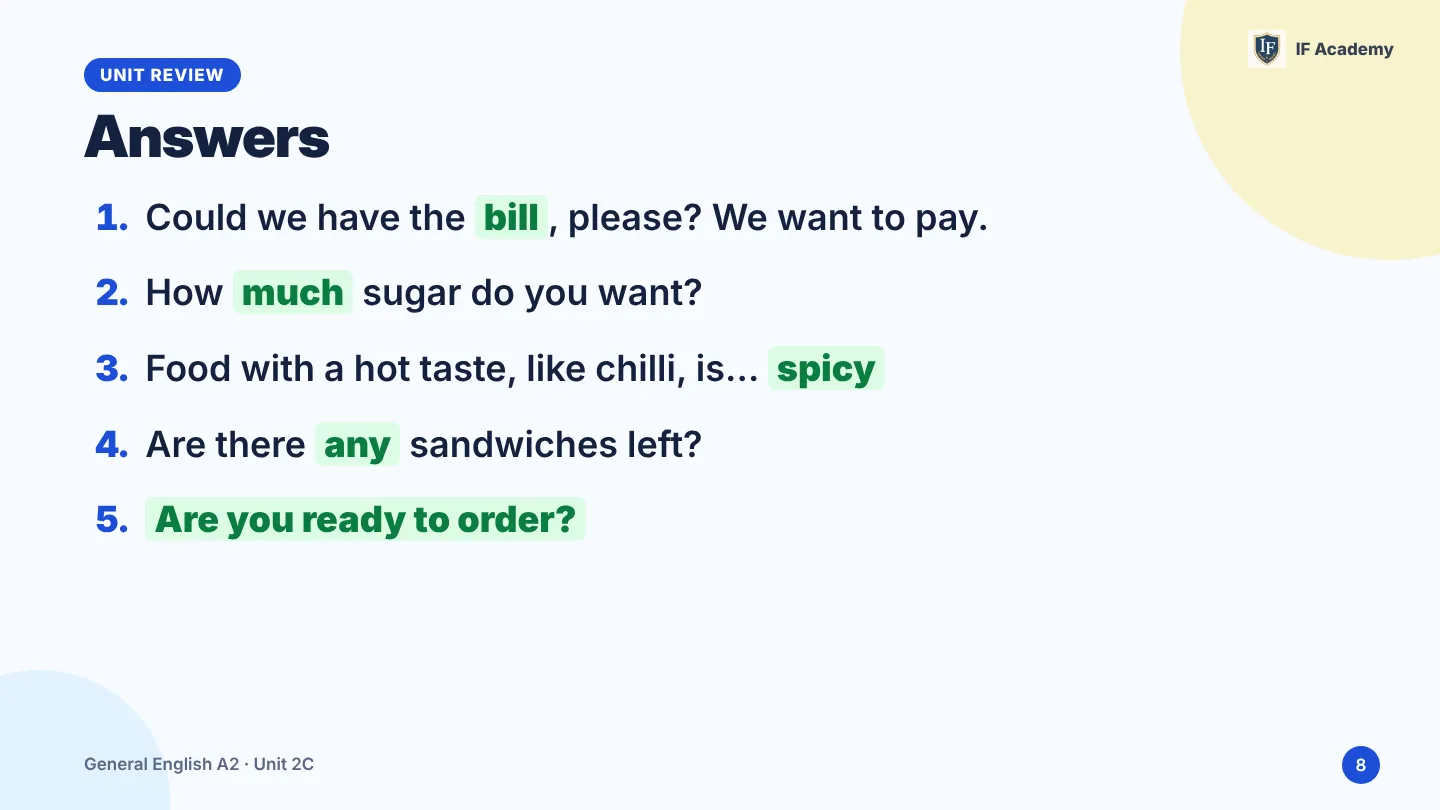 IF
IF Academy
UNIT REVIEW
Answers
1. Could we have the bill, please? We want to pay.
2. How much sugar do you want?
3. Food with a hot taste, like chilli, is... spicy
4. Are there any sandwiches left?
5. Are you ready to order?
General English A2 · Unit 2C
8